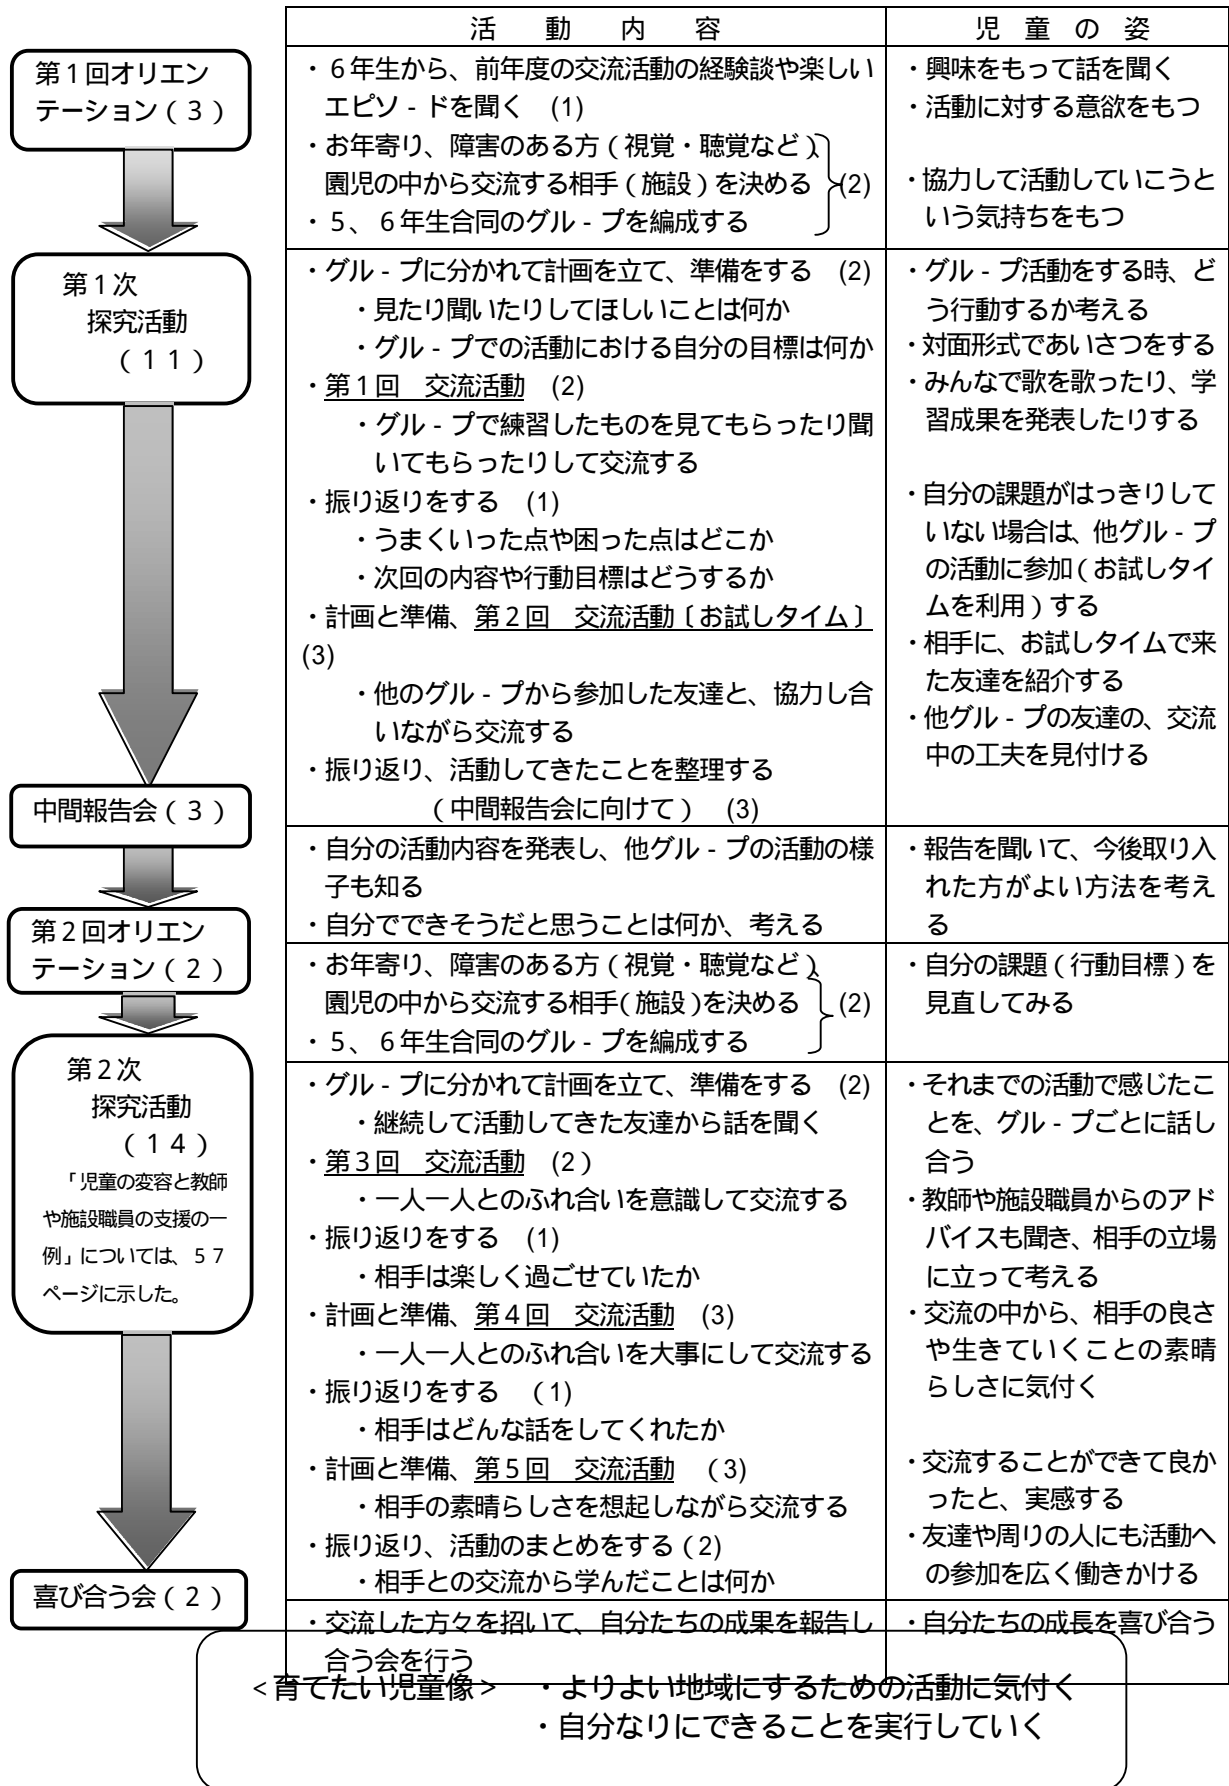 第１回オリエン
テーション（３）
第１次
探究活動
（１１）
中間報告会（３）
第２回オリエン
テーション（２）
第２次
探究活動
（１４）
「児童の変容と教師
や施設職員の支援の一
例」については、５７
ページに示した。
喜び合う会（２）
活動内容
・６年生から、前年度の交流活動の経験談や楽しい
エピソ－ドを聞く　(1)
・お年寄り、障害のある方（視覚・聴覚など）、
園児の中から交流する相手（施設）を決める　(2)
・５、６年生合同のグル－プを編成する
・グル－プに分かれて計画を立て、準備をする　(2)
・見たり聞いたりしてほしいことは何か
・グル－プでの活動における自分の目標は何か
・第１回　交流活動　(2)
・グル－プで練習したものを見てもらったり聞
いてもらったりして交流する
・振り返りをする　(1)
・うまくいった点や困った点はどこか
・次回の内容や行動目標はどうするか
・計画と準備、第２回　交流活動〔お試しタイム〕
(3)
・他のグル－プから参加した友達と、協力し合
いながら交流する
・振り返り、活動してきたことを整理する
（中間報告会に向けて）　(3)
・自分の活動内容を発表し、他グル－プの活動の様
子も知る
・自分でできそうだと思うことは何か、考える
・お年寄り、障害のある方（視覚・聴覚など）、
園児の中から交流する相手（施設）を決める　(2)
・５、６年生合同のグル－プを編成する
・グル－プに分かれて計画を立て、準備をする　(2)
・継続して活動してきた友達から話を聞く
・第３回　交流活動　(2）
・一人一人とのふれ合いを意識して交流する
・振り返りをする　(1)
・相手は楽しく過ごせていたか
・計画と準備、第４回　交流活動　(3)
・一人一人とのふれ合いを大事にして交流する
・振り返りをする　（1)
・相手はどんな話をしてくれたか
・計画と準備、第５回　交流活動　（3)
・相手の素晴らしさを想起しながら交流する
・振り返り、活動のまとめをする（2)
・相手との交流から学んだことは何か
・交流した方々を招いて、自分たちの成果を報告し
合う会を行う
児童の姿
・興味をもって話を聞く
・活動に対する意欲をもつ
・協力して活動していこうと
いう気持ちをもつ
・グル－プ活動をする時、ど
う行動するか考える
・対面形式であいさつをする
・みんなで歌を歌ったり、学
習成果を発表したりする
・自分の課題がはっきりして
いない場合は、他グル－プ
の活動に参加（お試しタイ
ムを利用）する
・相手に、お試しタイムで来
た友達を紹介する
・他グル－プの友達の、交流
中の工夫を見付ける
・報告を聞いて、今後取り入
れた方がよい方法を考え
る
・自分の課題（行動目標）を
見直してみる
・それまでの活動で感じたこ
とを、グル－プごとに話し
合う
・教師や施設職員からのアド
バイスも聞き、相手の立場
に立って考える
・交流の中から、相手の良さ
や生きていくことの素晴
らしさに気付く
・交流することができて良か
ったと、実感する
・友達や周りの人にも活動へ
の参加を広く働きかける
・自分たちの成長を喜び合う
＜育てたい児童像＞　・よりよい地域にするための活動に気付く
・自分なりにできることを実行していく